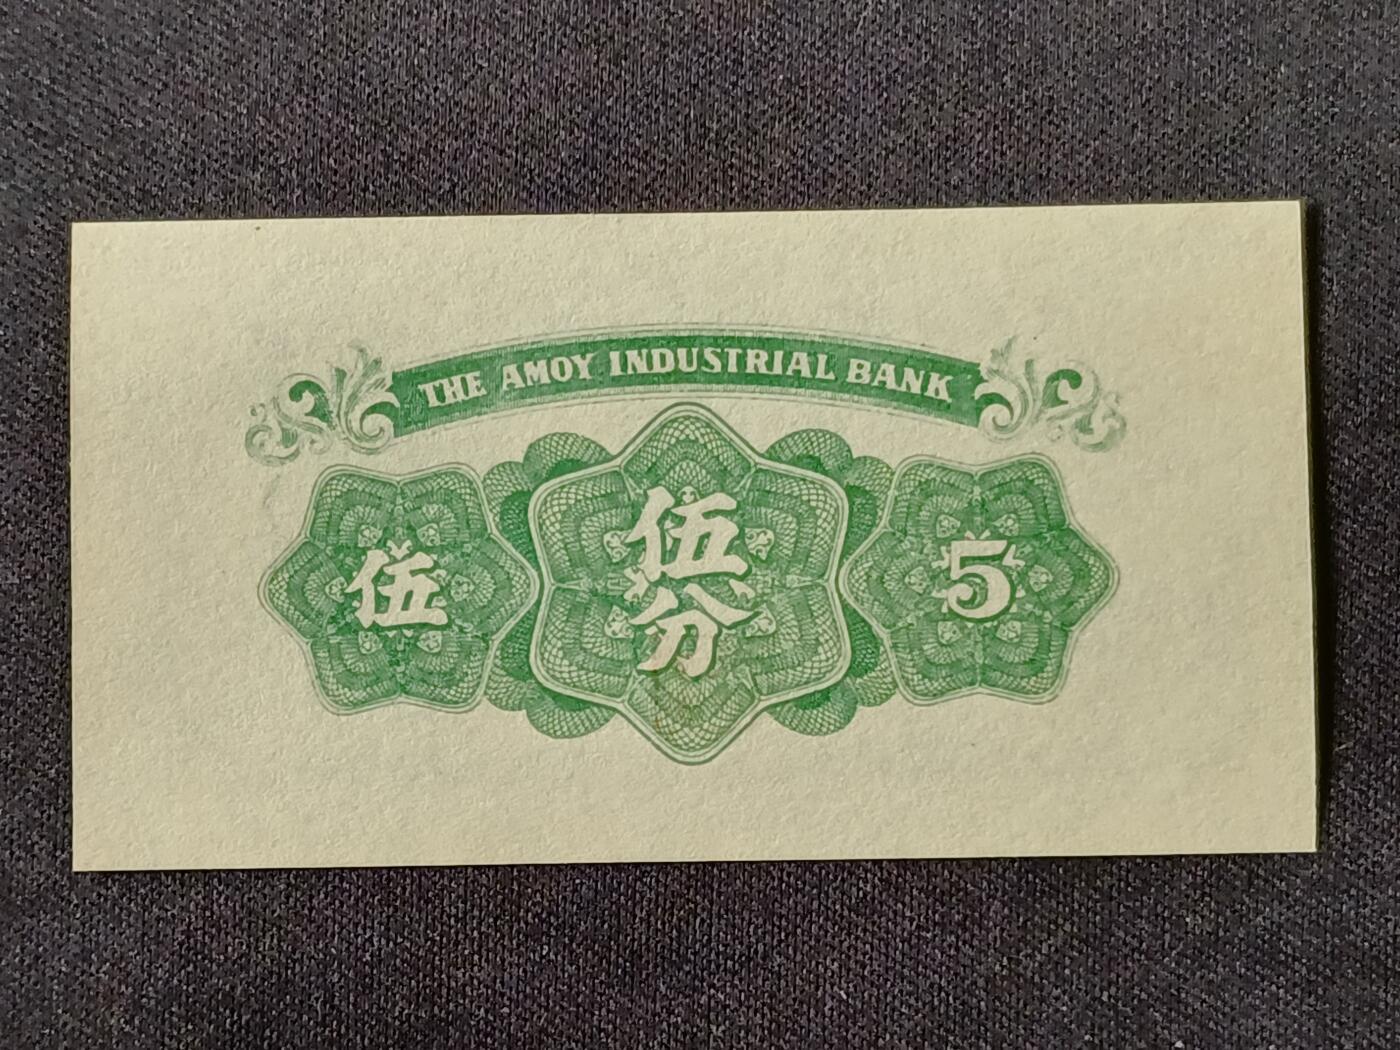 THE AMOY INDUSTRIAL BANK
伍
伍分
5